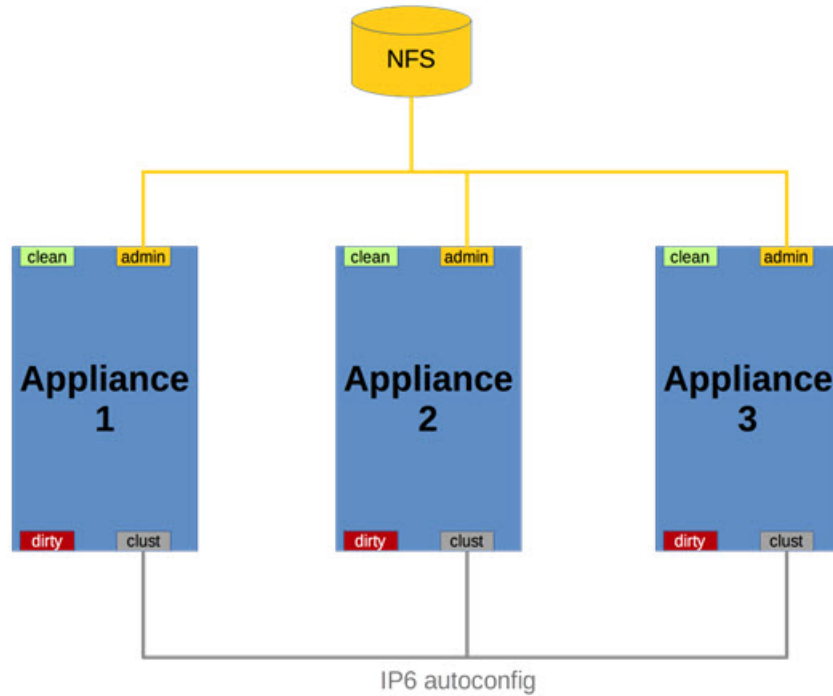 NFS
clean admin
clean admin
clean admin
Appliance
1
Appliance
2
Appliance
3
dirty clust
dirty clust
dirty clust
IP6 autoconfig